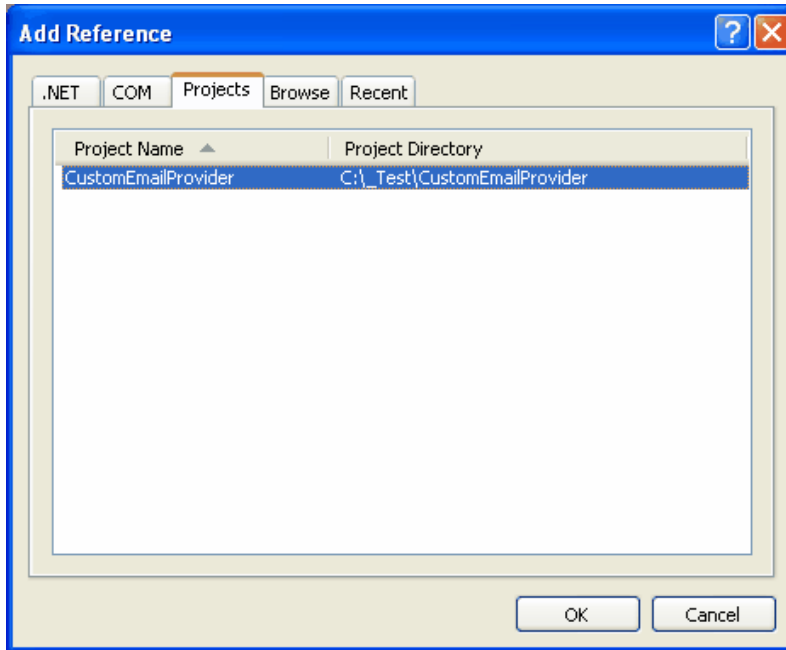 Add Reference
.NET COM Projects Browse Recent
Project Name Project Directory
CustomEmailProvider C:\_Test\CustomEmailProvider
OK Cancel